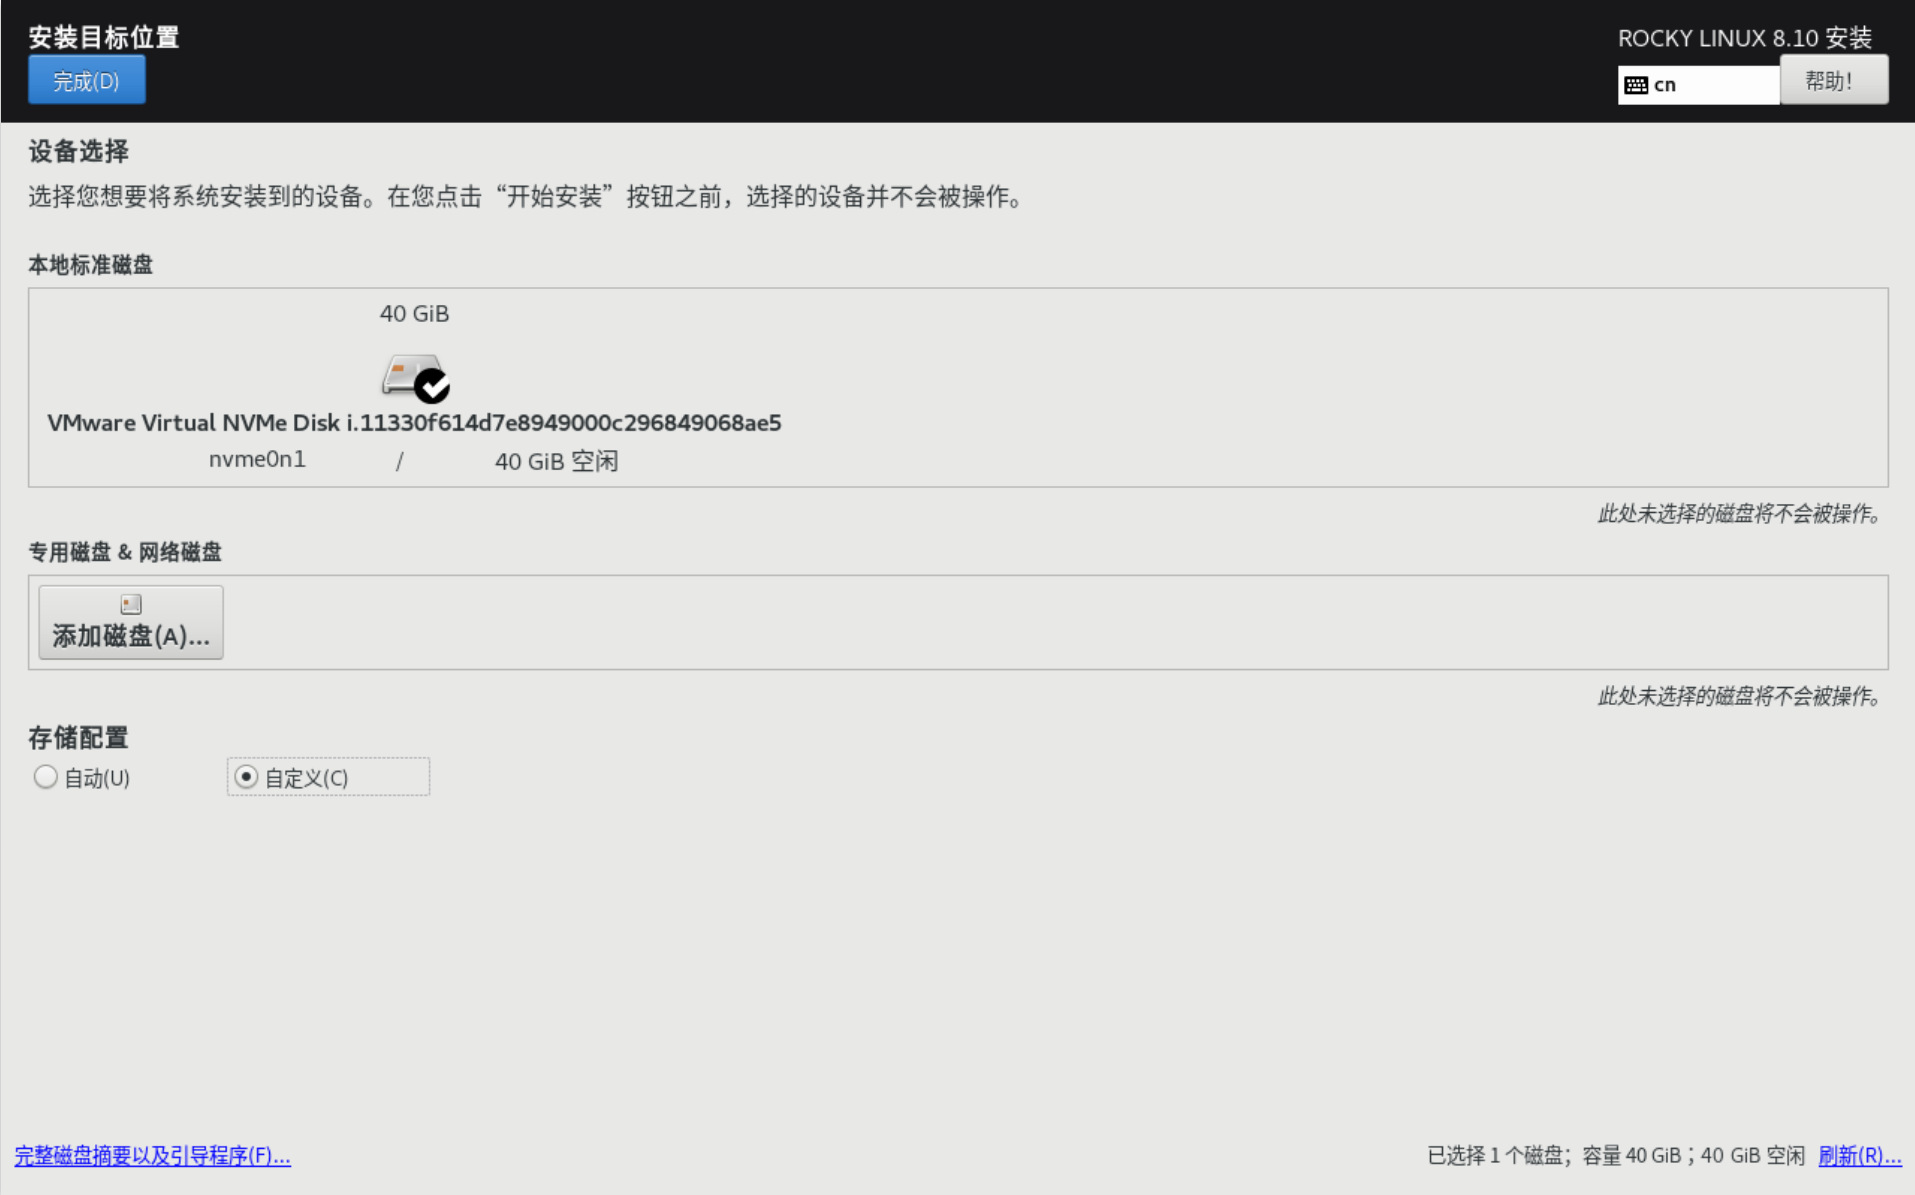 安装目标位置
ROCKY LINUX 8.10 安装
完成(D)
cn
帮助！
设备选择
选择您想要将系统安装到的设备。在您点击“开始安装”按钮之前，选择的设备并不会被操作。
本地标准磁盘
40 GiB
VMware Virtual NVMe Disk i.11330f614d7e8949000c296849068ae5
nvme0n1 / 40 GiB 空闲
此处未选择的磁盘将不会被操作。
专用磁盘 & 网络磁盘
添加磁盘(A)...
此处未选择的磁盘将不会被操作。
存储配置
自动(U) 自定义(C)
完整磁盘摘要以及引导程序(F)... 已选择 1 个磁盘；容量 40 GiB；40 GiB 空闲 刷新(R)...